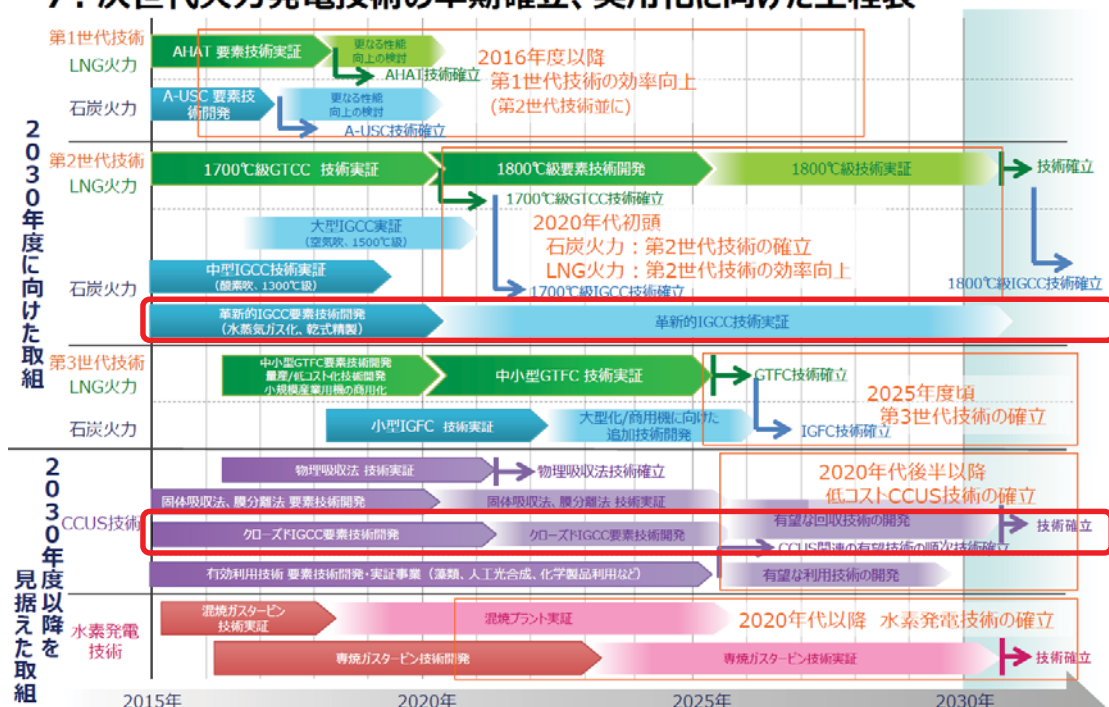 7．次世代火力発電技術の早期確立、実用化に向けた工程表
2030年度に向けた取組
第1世代技術
LNG火力
AHAT 要素技術実証
更なる性能
向上の検討
AHAT技術確立
2016年度以降
第1世代技術の効率向上
(第2世代技術並に)
石炭火力
A-USC 要素技
術開発
更なる性能
向上の検討
A-USC技術確立
第2世代技術
LNG火力
1700℃級GTCC 技術実証
1800℃級要素技術開発
1800℃級技術実証
技術確立
1700℃級GTCC技術確立
大型IGCC実証
(空気吹、1500℃級)
2020年代初頭
石炭火力：第2世代技術の確立
LNG火力：第2世代技術の効率向上
石炭火力
中型IGCC技術実証
(酸素吹、1300℃級)
1700℃級IGCC技術確立
1800℃級IGCC技術確立
革新的IGCC要素技術開発
(水蒸気ガス化、乾式精製)
革新的IGCC技術実証
第3世代技術
LNG火力
中小型GTFC要素技術開発
量産/低コスト化技術開発
小規模産業用機の商用化
中小型GTFC 技術実証
GTFC技術確立
2025年度頃
第3世代技術の確立
石炭火力
小型IGFC 技術実証
大型化/商用機に向けた
追加技術開発
IGFC技術確立
2030年度以降を
見据えた取組
CCUS技術
物理吸収法 技術実証
物理吸収法技術確立
2020年代後半以降
低コストCCUS技術の確立
固体吸収法、膜分離法 要素技術開発
固体吸収法、膜分離法 技術実証
クローズドIGCC要素技術開発
クローズドIGCC要素技術開発
有望な回収技術の開発
技術確立
CCUS関連の有望技術の順次技術確立
有効利用技術 要素技術開発・実証事業（藻類、人工光合成、化学製品利用など）
有望な利用技術の開発
水素発電
技術
混焼ガスタービン
技術実証
混焼プラント実証
2020年代以降 水素発電技術の確立
専焼ガスタービン技術開発
専焼ガスタービン技術実証
技術確立
2015年
2020年
2025年
2030年